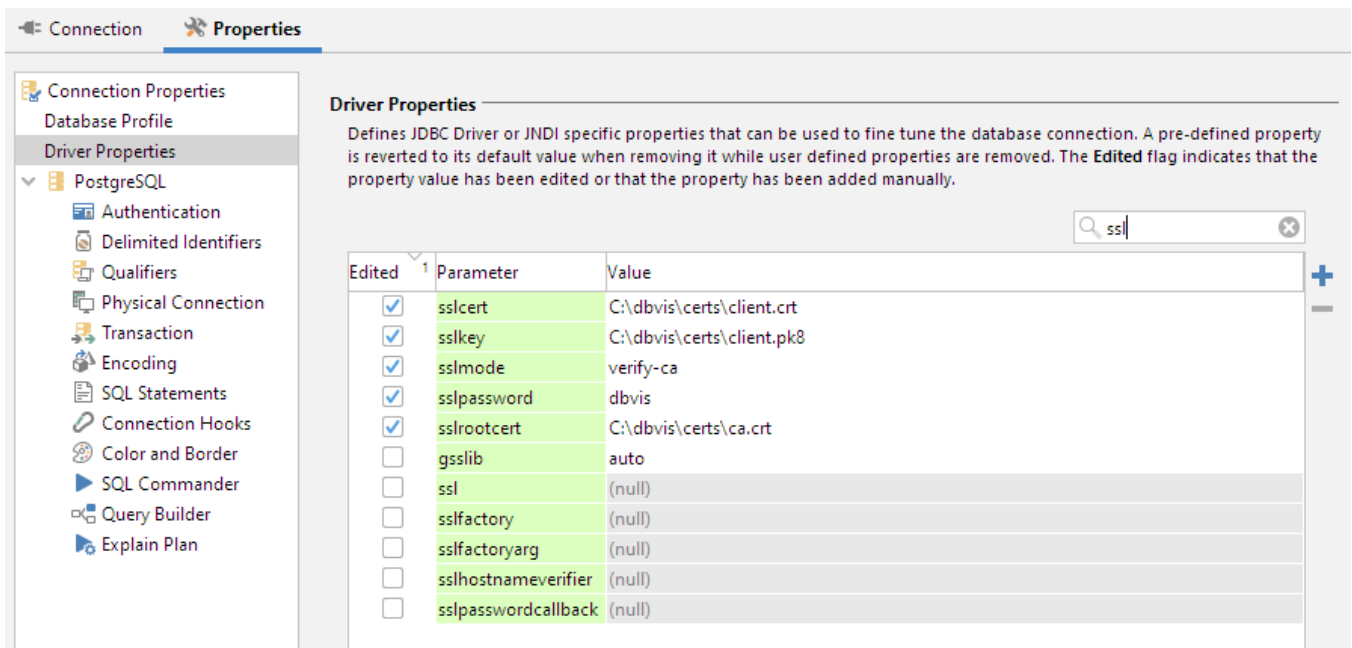 Connection Properties
Connection Properties
Database Profile
Driver Properties
PostgreSQL
Authentication
Delimited Identifiers
Qualifiers
Physical Connection
Transaction
Encoding
SQL Statements
Connection Hooks
Color and Border
SQL Commander
Query Builder
Explain Plan
Driver Properties
Defines JDBC Driver or JNDI specific properties that can be used to fine tune the database connection. A pre-defined property
is reverted to its default value when removing it while user defined properties are removed. The Edited flag indicates that the
property value has been edited or that the property has been added manually.
ssl
Edited 1 Parameter Value
sslcert C:\dbvis\certs\client.crt
sslkey C:\dbvis\certs\client.pk8
sslmode verify-ca
sslpassword dbvis
sslrootcert C:\dbvis\certs\ca.crt
gsslib auto
ssl (null)
sslfactory (null)
sslfactoryarg (null)
sslhostnameverifier (null)
sslpasswordcallback (null)